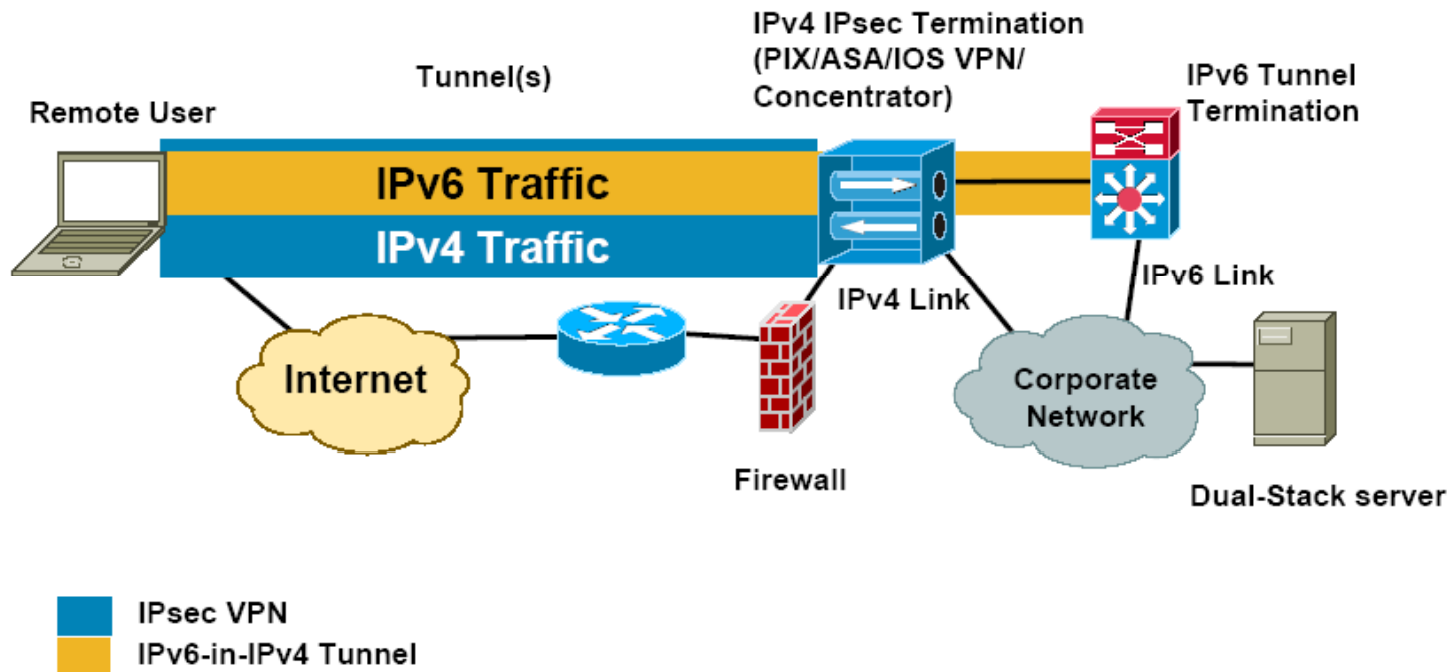 IPv4 IPsec Termination
(PIX/ASA/IOS VPN/
Concentrator)
Tunnel(s)
IPv6 Tunnel
Termination
Remote User
IPv6 Traffic
IPv4 Traffic
IPv4 Link
IPv6 Link
Internet
Corporate
Network
Firewall
Dual-Stack server
IPsec VPN
IPv6-in-IPv4 Tunnel